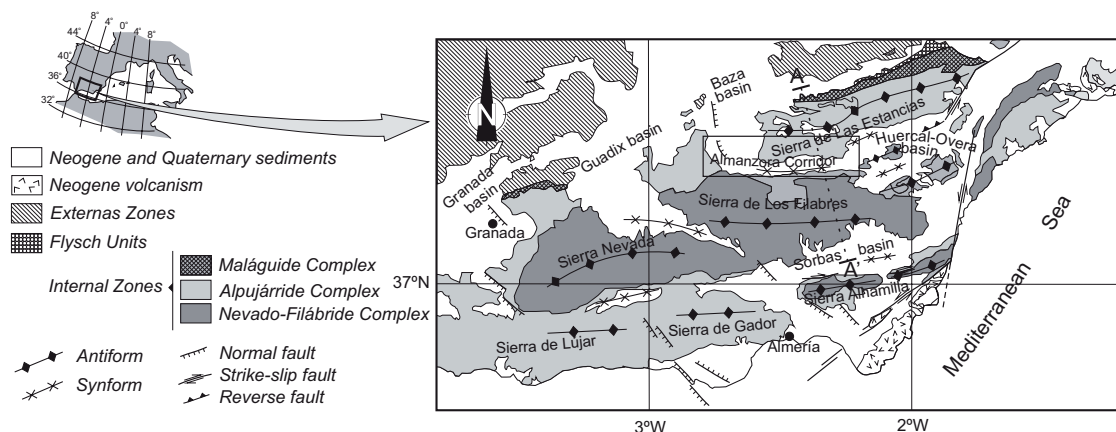 8˚
44˚
4˚
0˚
4˚
8˚
40˚
36˚
32˚
Neogene and Quaternary sediments
Neogene volcanism
Externas Zones
Flysch Units
Internal Zones
Maláguide Complex
Alpujárride Complex
Nevado-Filábride Complex
Antiform
Synform
Normal fault
Strike-slip fault
Reverse fault
N
A
Baza
basin
Guadix basin
Granada
basin
Granada
Sierra de Las Estancias
Huercal-Overa
basin
Almanzora Corridor
Sierra de Los Filabres
Sierra Nevada
Sorbas basin
A'
Sierra Alhamilla
Sierra de Gador
Sierra de Lujar
Almería
Mediterranean
Sea
37ºN
3ºW
2ºW